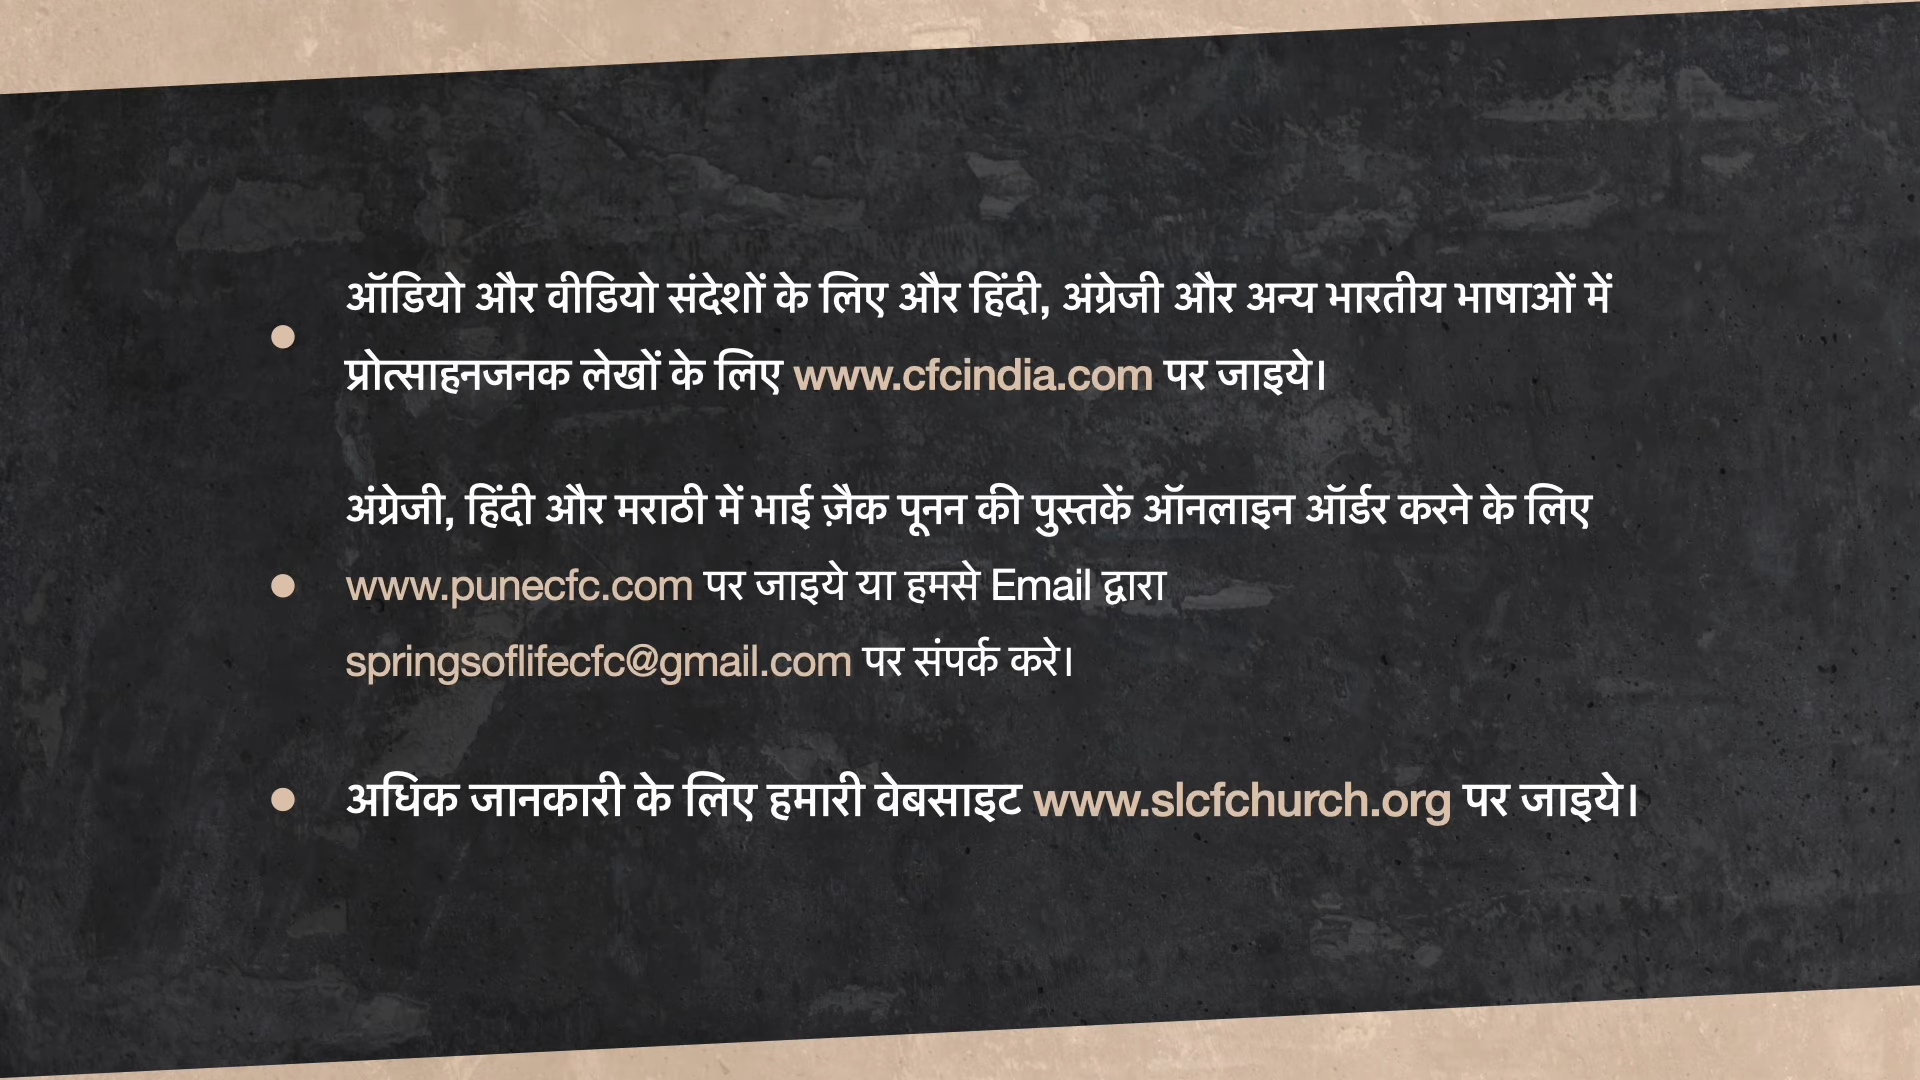 ऑडियो और वीडियो संदेशों के लिए और हिंदी, अंग्रेजी और अन्य भारतीय भाषाओं में
प्रोत्साहनजनक लेखों के लिए www.cfcindia.com पर जाइये।
अंग्रेजी, हिंदी और मराठी में भाई ज़ैक पूनन की पुस्तकें ऑनलाइन ऑर्डर करने के लिए
www.punecfc.com पर जाइये या हमसे Email द्वारा
springsoflifecfc@gmail.com पर संपर्क करे।
अधिक जानकारी के लिए हमारी वेबसाइट www.slcfchurch.org पर जाइये।